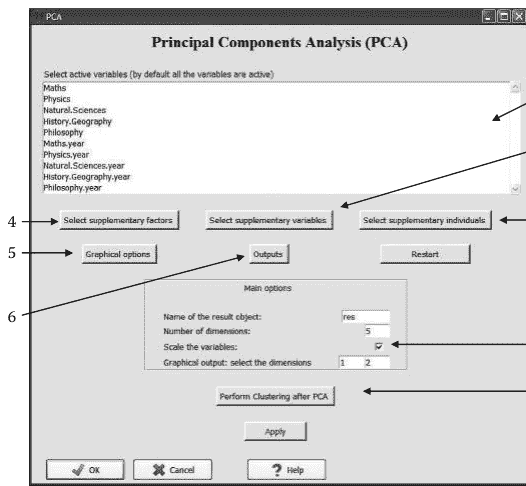 PCA
Principal Components Analysis (PCA)
Select active variables (by default all the variables are active)
Maths
Physics
Natural.Sciences
History.Geography
Philosophy
Maths.year
Physics.year
Natural.Sciences.year
History.Geography.year
Philosophy.year
4
Select supplementary factors
Select supplementary variables
Select supplementary individuals
5
Graphical options
Outputs
Restart
6
Main options
Name of the result object:
res
Number of dimensions:
5
Scale the variables:
Graphical output: select the dimensions
1
2
Perform Clustering after PCA
Apply
OK
Cancel
? Help